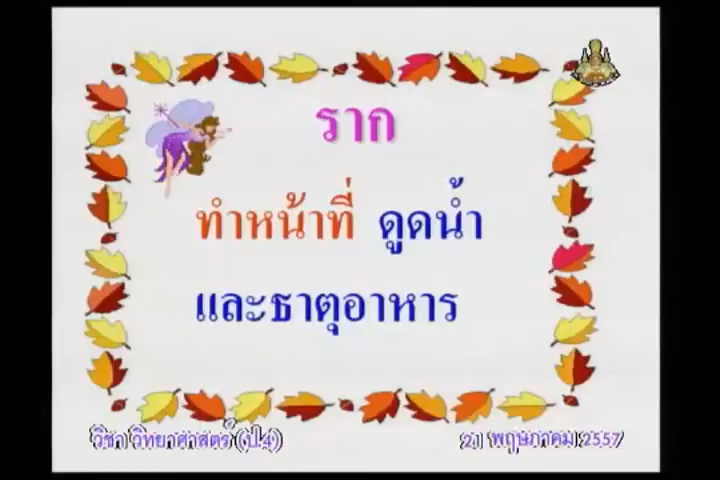 ราก
ทำหน้าที่ ดูดน้ำ
และธาตุอาหาร
วิชา วิทยาศาสตร์ (ป.4) 21 พฤษภาคม 2557